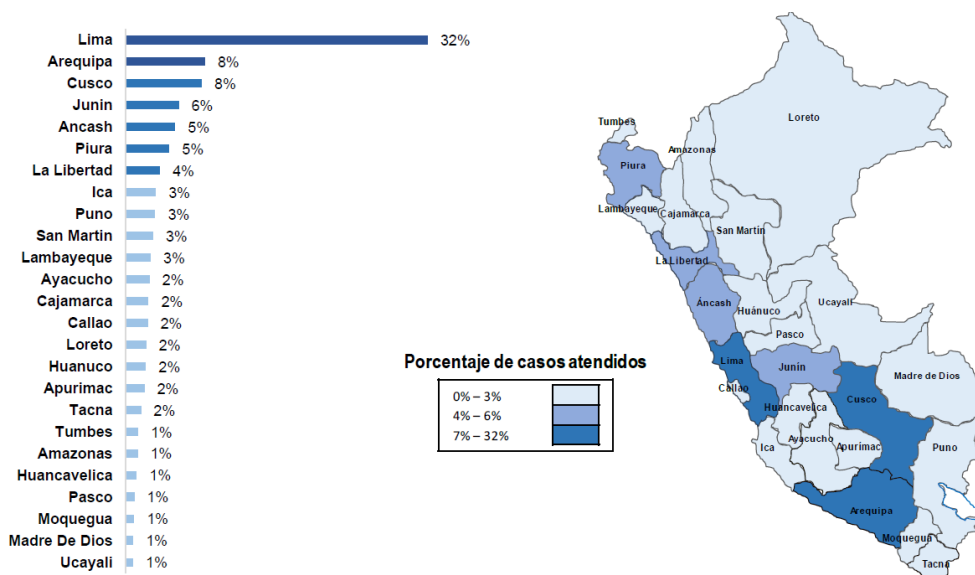 Lima 32%
Arequipa 8%
Cusco 8%
Junin 6%
Ancash 5%
Piura 5%
La Libertad 4%
Ica 3%
Puno 3%
San Martin 3%
Lambayeque 3%
Ayacucho 2%
Cajamarca 2%
Callao 2%
Loreto 2%
Huanuco 2%
Apurimac 2%
Tacna 2%
Tumbes 1%
Amazonas 1%
Huancavelica 1%
Pasco 1%
Moquegua 1%
Madre De Dios 1%
Ucayali 1%
Porcentaje de casos atendidos
0% – 3%
4% – 6%
7% – 32%
Loreto
Tumbes
Amazonas
Piura
Lambayeque
Cajamarca
San Martín
La Libertad
Áncash
Huánuco
Ucayali
Pasco
Lima
Junín
Callao
Madre de Dios
Cusco
Huancavelica
Ayacucho
Apurímac
Ica
Puno
Arequipa
Moquegua
Tacna